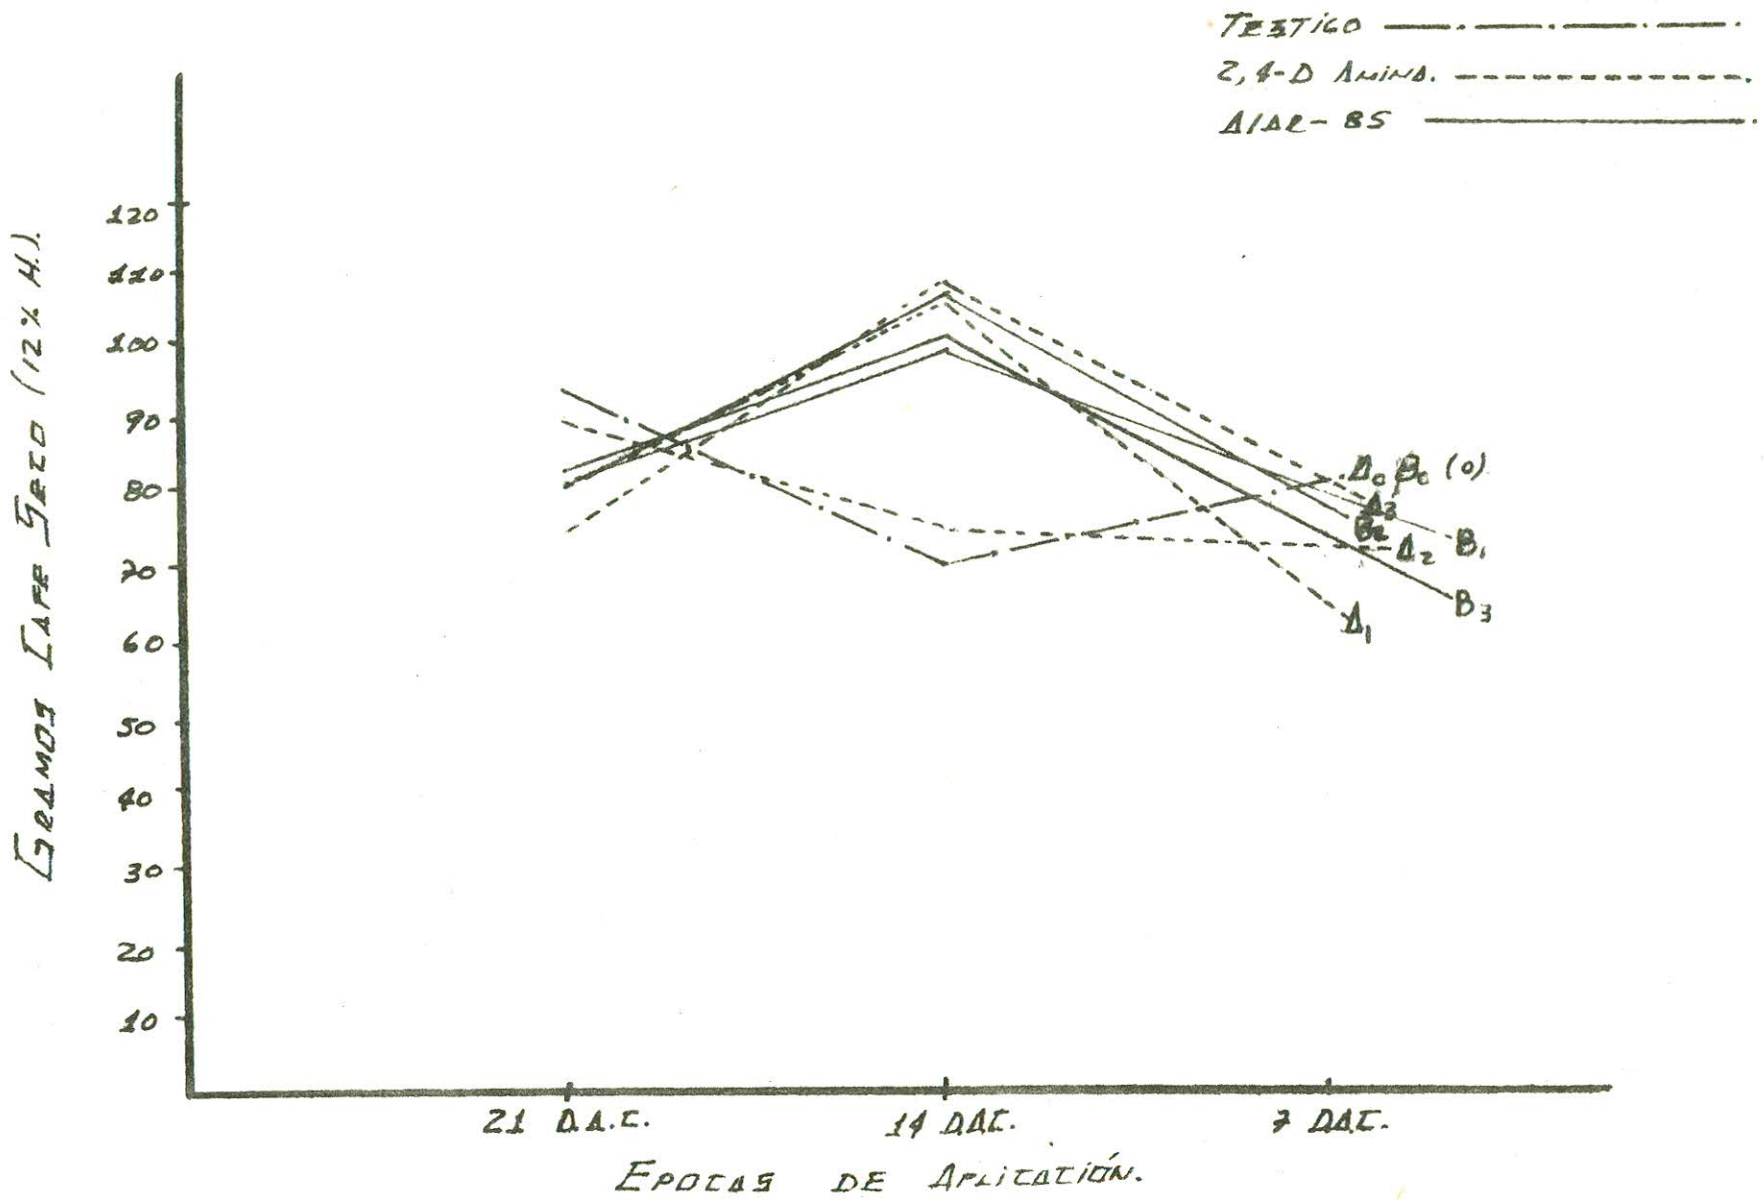 TESTIGO
2,4-D AMINA.
AIAR-85
GRAMOS CAFE SECO (12% H.).
120
110
100
90
80
70
60
50
40
30
20
10
A0 B0 (0)
A3
B2
B1
A2
B3
A1
21 D.A.C.
14 D.A.C.
7 D.A.C.
EPOCAS DE APLICACIÓN.